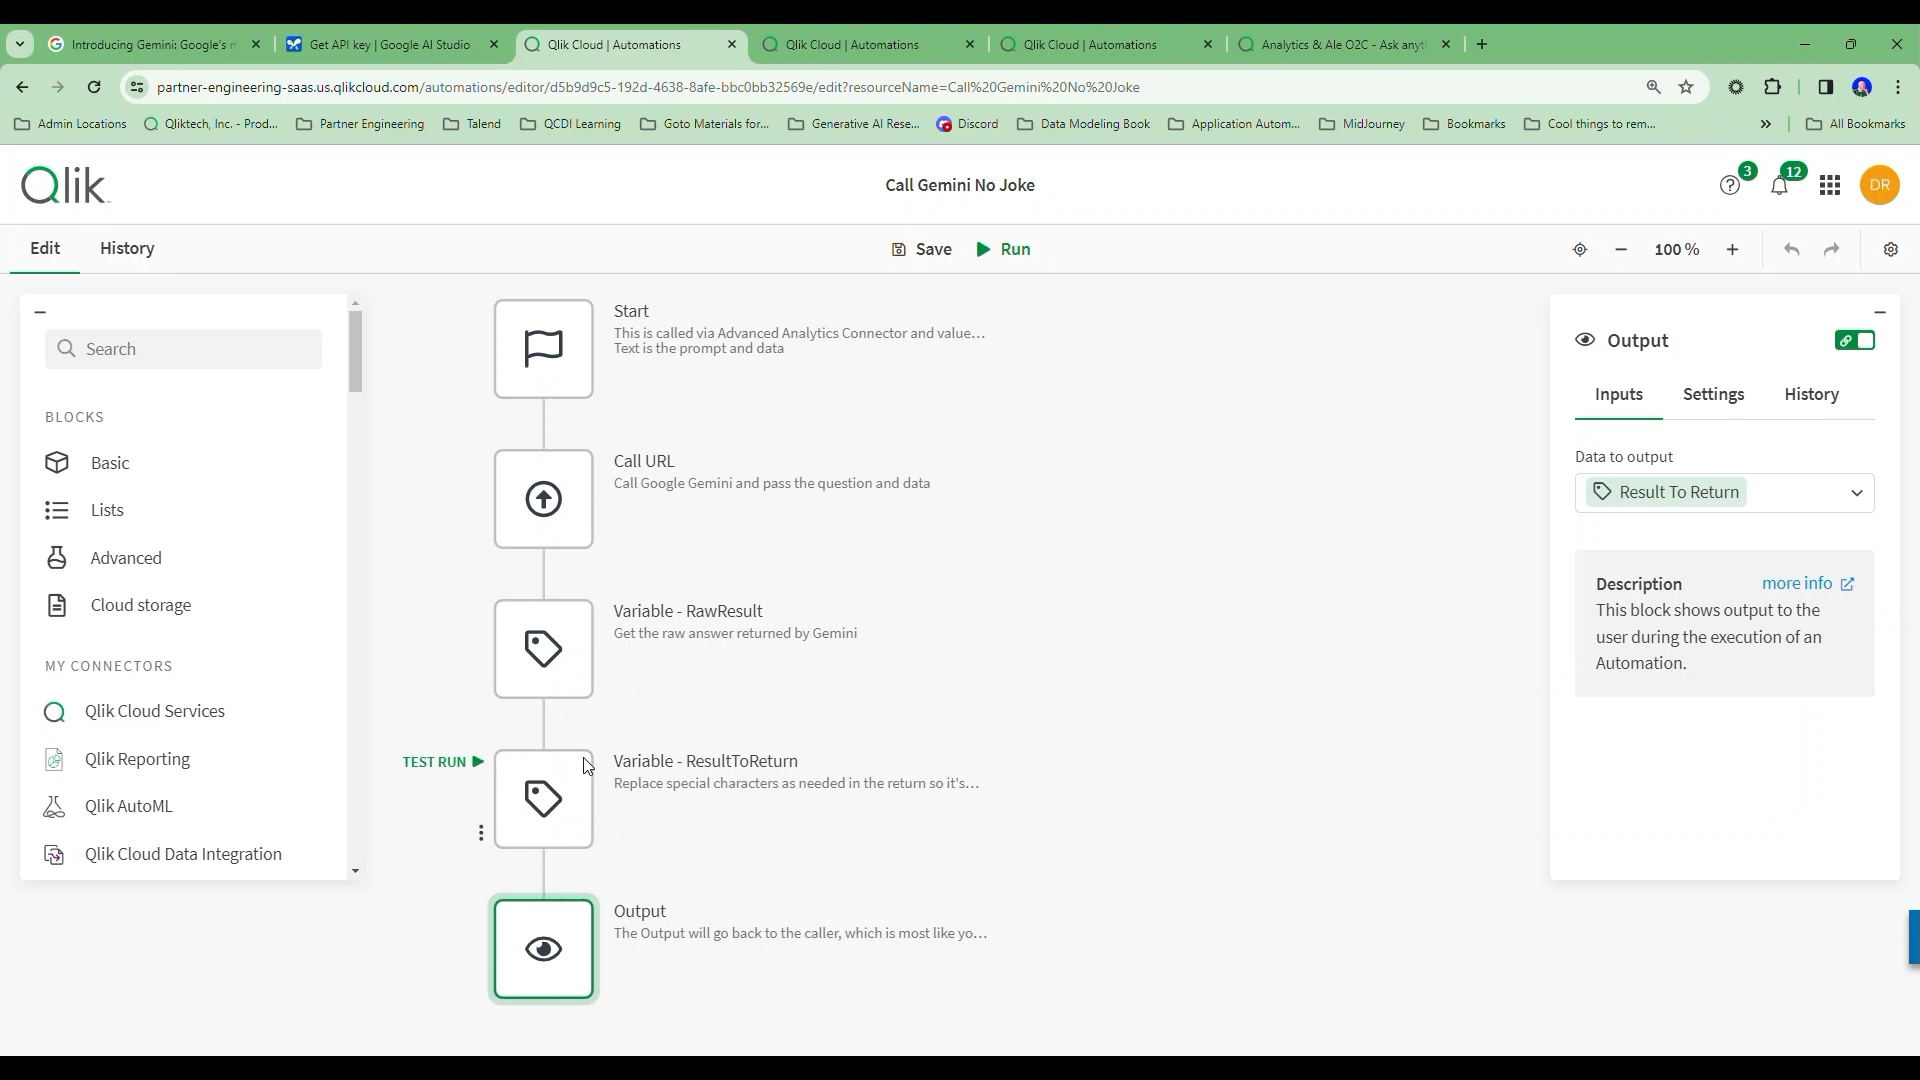 Introducing Gemini: Google's n
Get API key | Google AI Studio
Qlik Cloud | Automations
Qlik Cloud | Automations
Qlik Cloud | Automations
Analytics & Ale O2C - Ask anyt
partner-engineering-saas.us.qlikcloud.com/automations/editor/d5b9d9c5-192d-4638-8afe-bbc0bb32569e/edit?resourceName=Call%20Gemini%20No%20Joke
Admin Locations
Qliktech, Inc. - Prod...
Partner Engineering
Talend
QCDI Learning
Goto Materials for...
Generative AI Rese...
Discord
Data Modeling Book
Application Autom...
MidJourney
Bookmarks
Cool things to rem...
»
All Bookmarks
Qlik
Call Gemini No Joke
3
12
DR
Edit
History
Save
Run
100 %
Search
BLOCKS
Basic
Lists
Advanced
Cloud storage
MY CONNECTORS
Qlik Cloud Services
Qlik Reporting
Qlik AutoML
Qlik Cloud Data Integration
Start
This is called via Advanced Analytics Connector and value...
Text is the prompt and data
Call URL
Call Google Gemini and pass the question and data
Variable - RawResult
Get the raw answer returned by Gemini
TEST RUN
Variable - ResultToReturn
Replace special characters as needed in the return so it's...
Output
The Output will go back to the caller, which is most like yo...
Output
Inputs
Settings
History
Data to output
Result To Return
Description
more info
This block shows output to the
user during the execution of an
Automation.